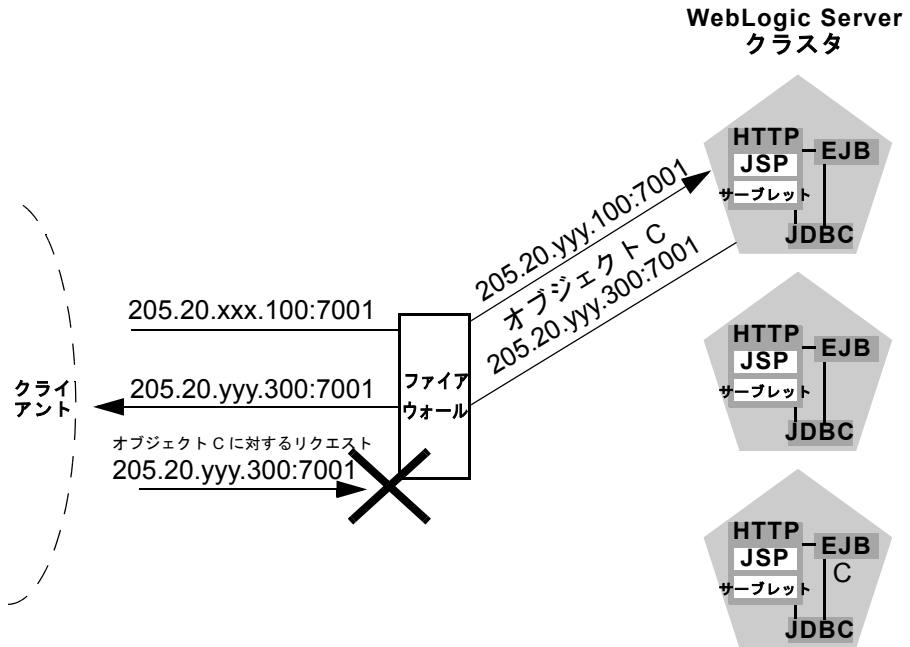 WebLogic Server
クラスタ
HTTP
JSP
サーブレット
EJB
JDBC
205.20.yyy.100:7001
オブジェクト C
205.20.yyy.300:7001
205.20.xxx.100:7001
クライ
アント
205.20.yyy.300:7001
ファイア
ウォール
オブジェクト C に対するリクエスト
205.20.yyy.300:7001
HTTP
JSP
サーブレット
EJB
JDBC
HTTP
JSP
サーブレット
EJB
C
JDBC